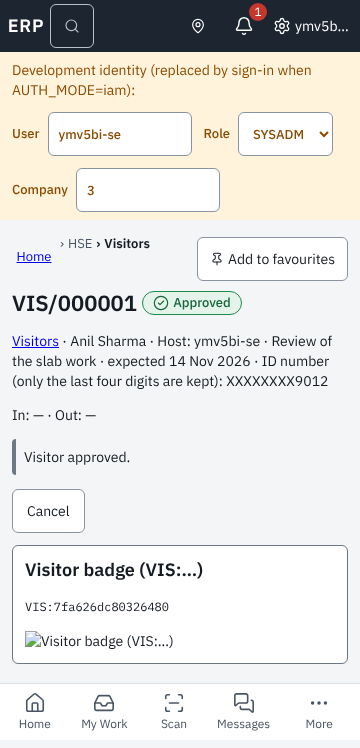 ERP
1
ymv5b...
Development identity (replaced by sign-in when
AUTH_MODE=iam):
User ymv5bi-se Role SYSADM
Company 3
Home › HSE › Visitors
Add to favourites
VIS/000001 Approved
Visitors · Anil Sharma · Host: ymv5bi-se · Review of
the slab work · expected 14 Nov 2026 · ID number
(only the last four digits are kept): XXXXXXXX9012
In: — · Out: —
Visitor approved.
Cancel
Visitor badge (VIS:...)
VIS:7fa626dc80326480
Visitor badge (VIS:...)
Home My Work Scan Messages More